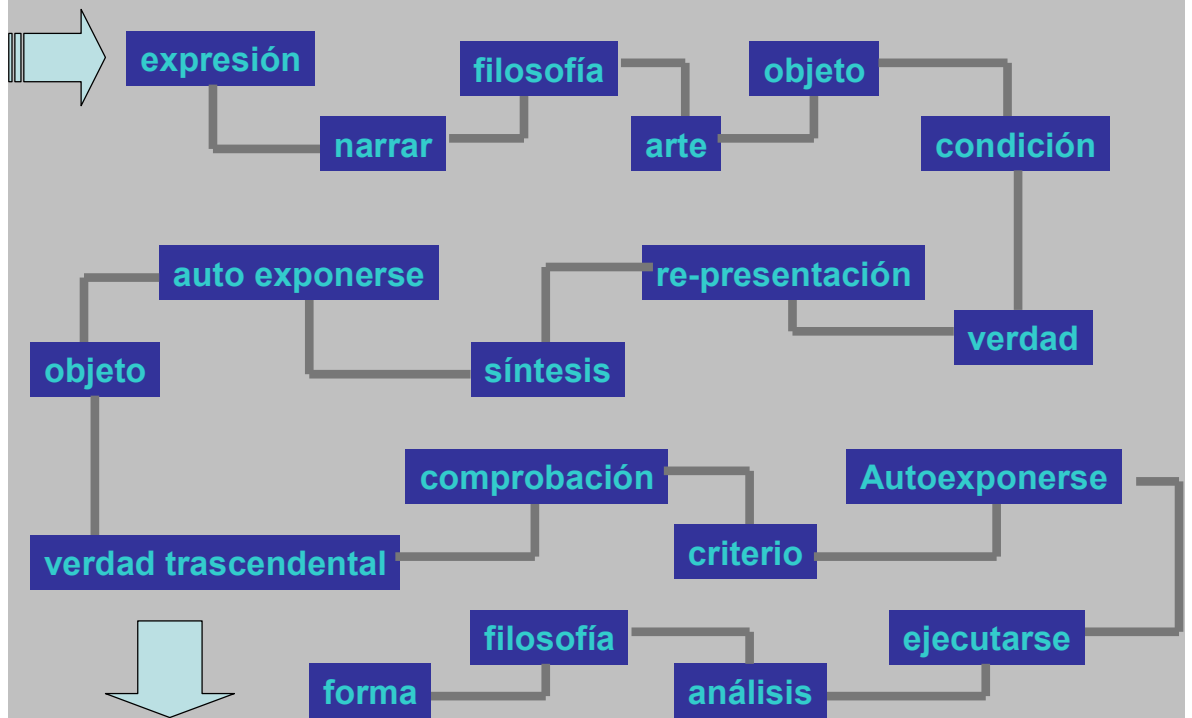 expresión
filosofía
objeto
narrar
arte
condición
auto exponerse
re-presentación
verdad
objeto
síntesis
comprobación
Autoexponerse
verdad trascendental
criterio
filosofía
ejecutarse
forma
análisis